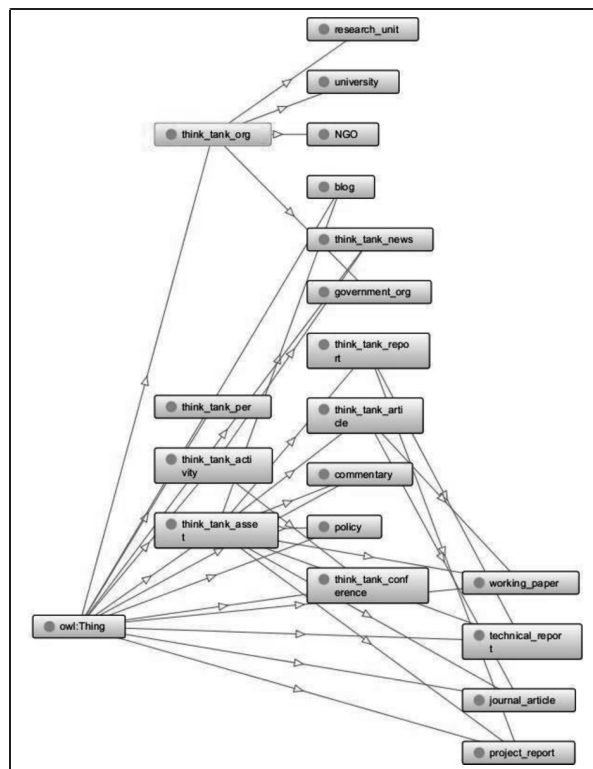 research_unit
university
think_tank_org
NGO
blog
think_tank_news
government_org
think_tank_repo
rt
think_tank_per
think_tank_arti
cle
think_tank_acti
vity
commentary
think_tank_asse
t
policy
think_tank_conf
erence
working_paper
owl:Thing
technical_repor
t
journal_article
project_report